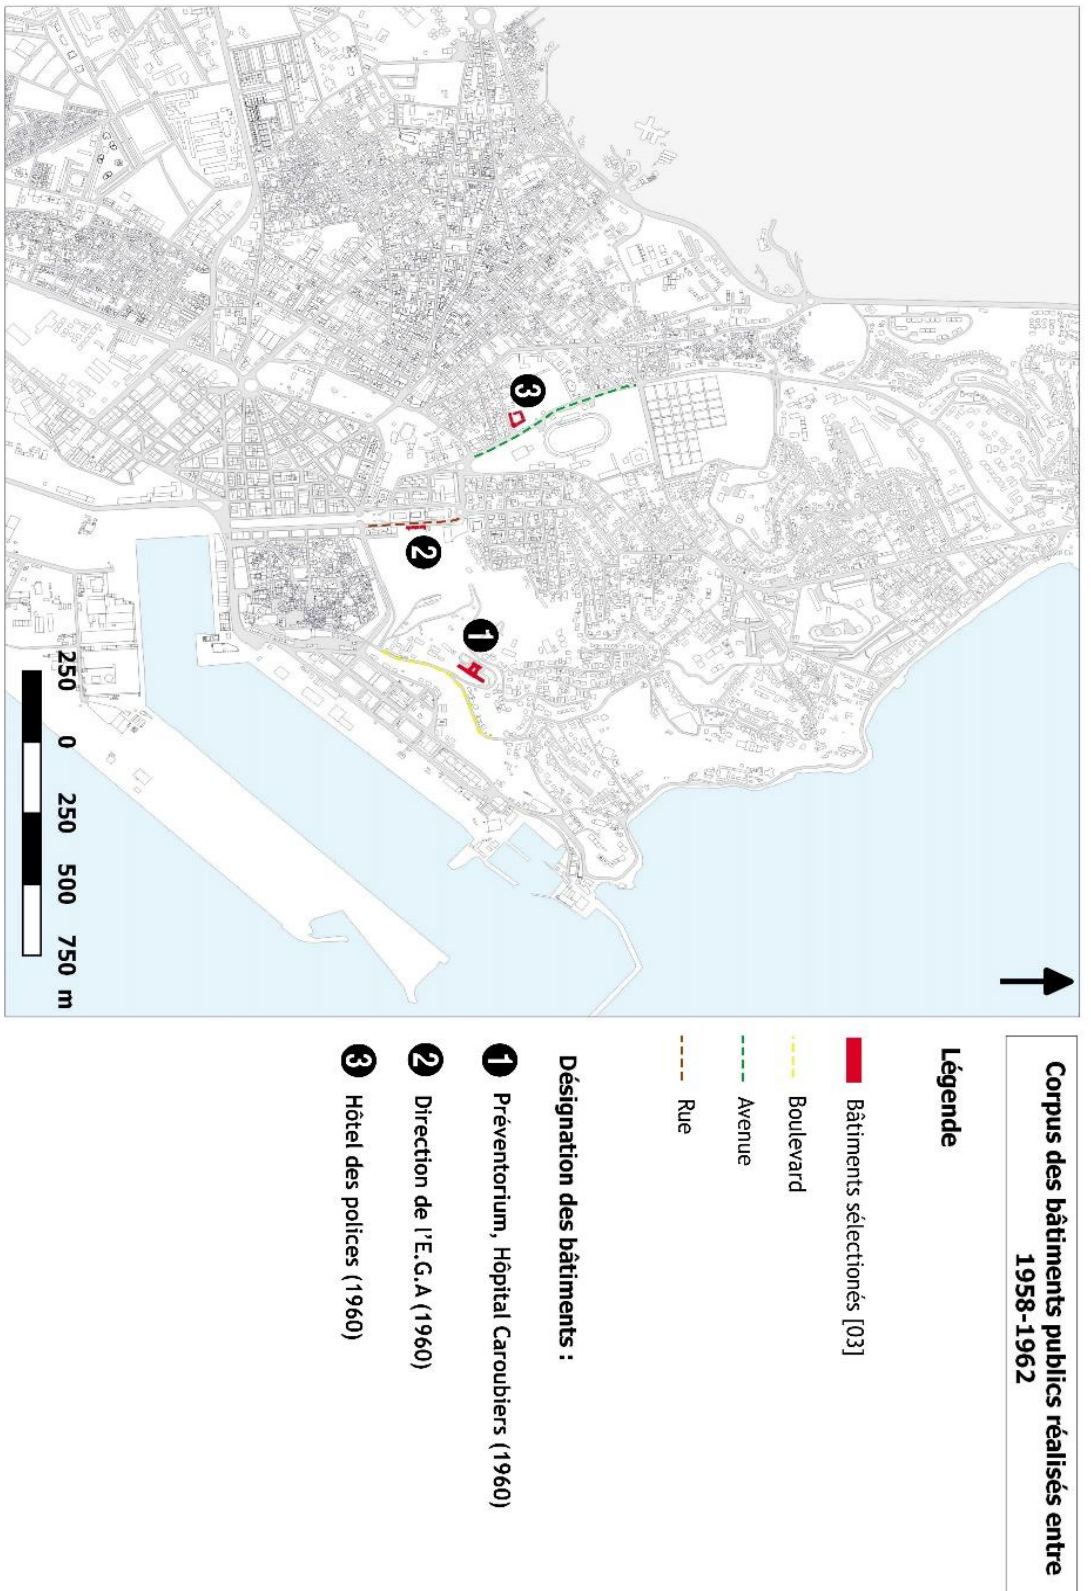 Corpus des bâtiments publics réalisés entre
1958-1962
Légende
Bâtiments sélectionés [03]
Boulevard
Avenue
Rue
Désignation des bâtiments :
1 Préventorium, Hôpital Caroubiers (1960)
2 Direction de l'E.G.A (1960)
3 Hôtel des polices (1960)
3
2
1
250 0 250 500 750 m